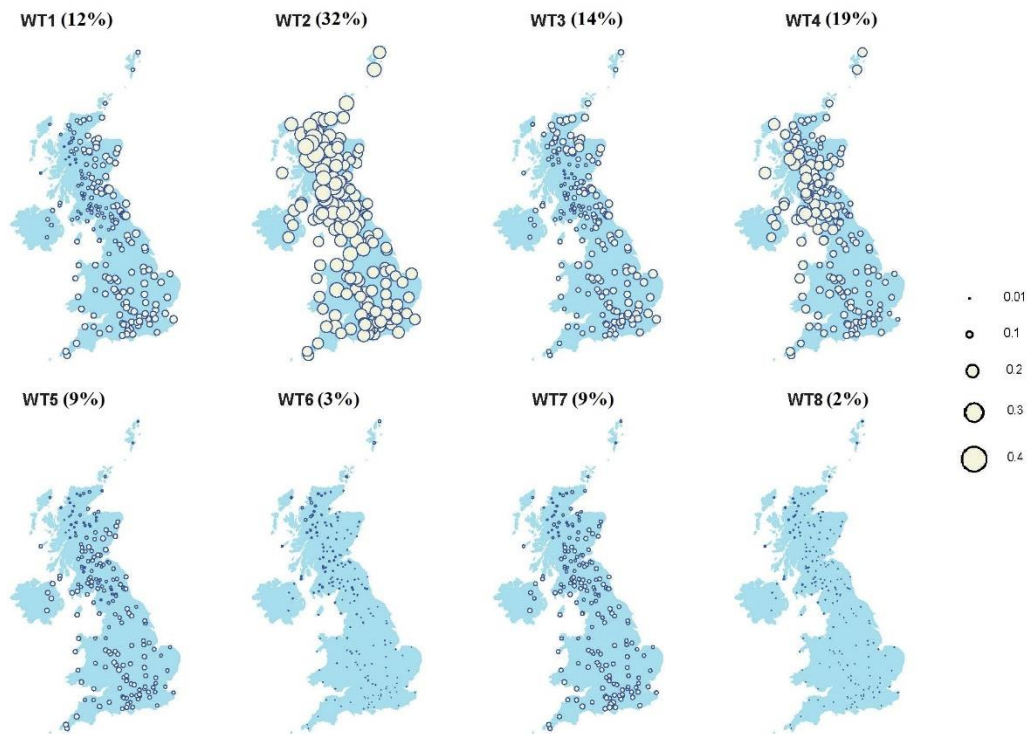 WT1 (12%)
WT2 (32%)
WT3 (14%)
WT4 (19%)
0.01
0.1
0.2
0.3
0.4
WT5 (9%)
WT6 (3%)
WT7 (9%)
WT8 (2%)